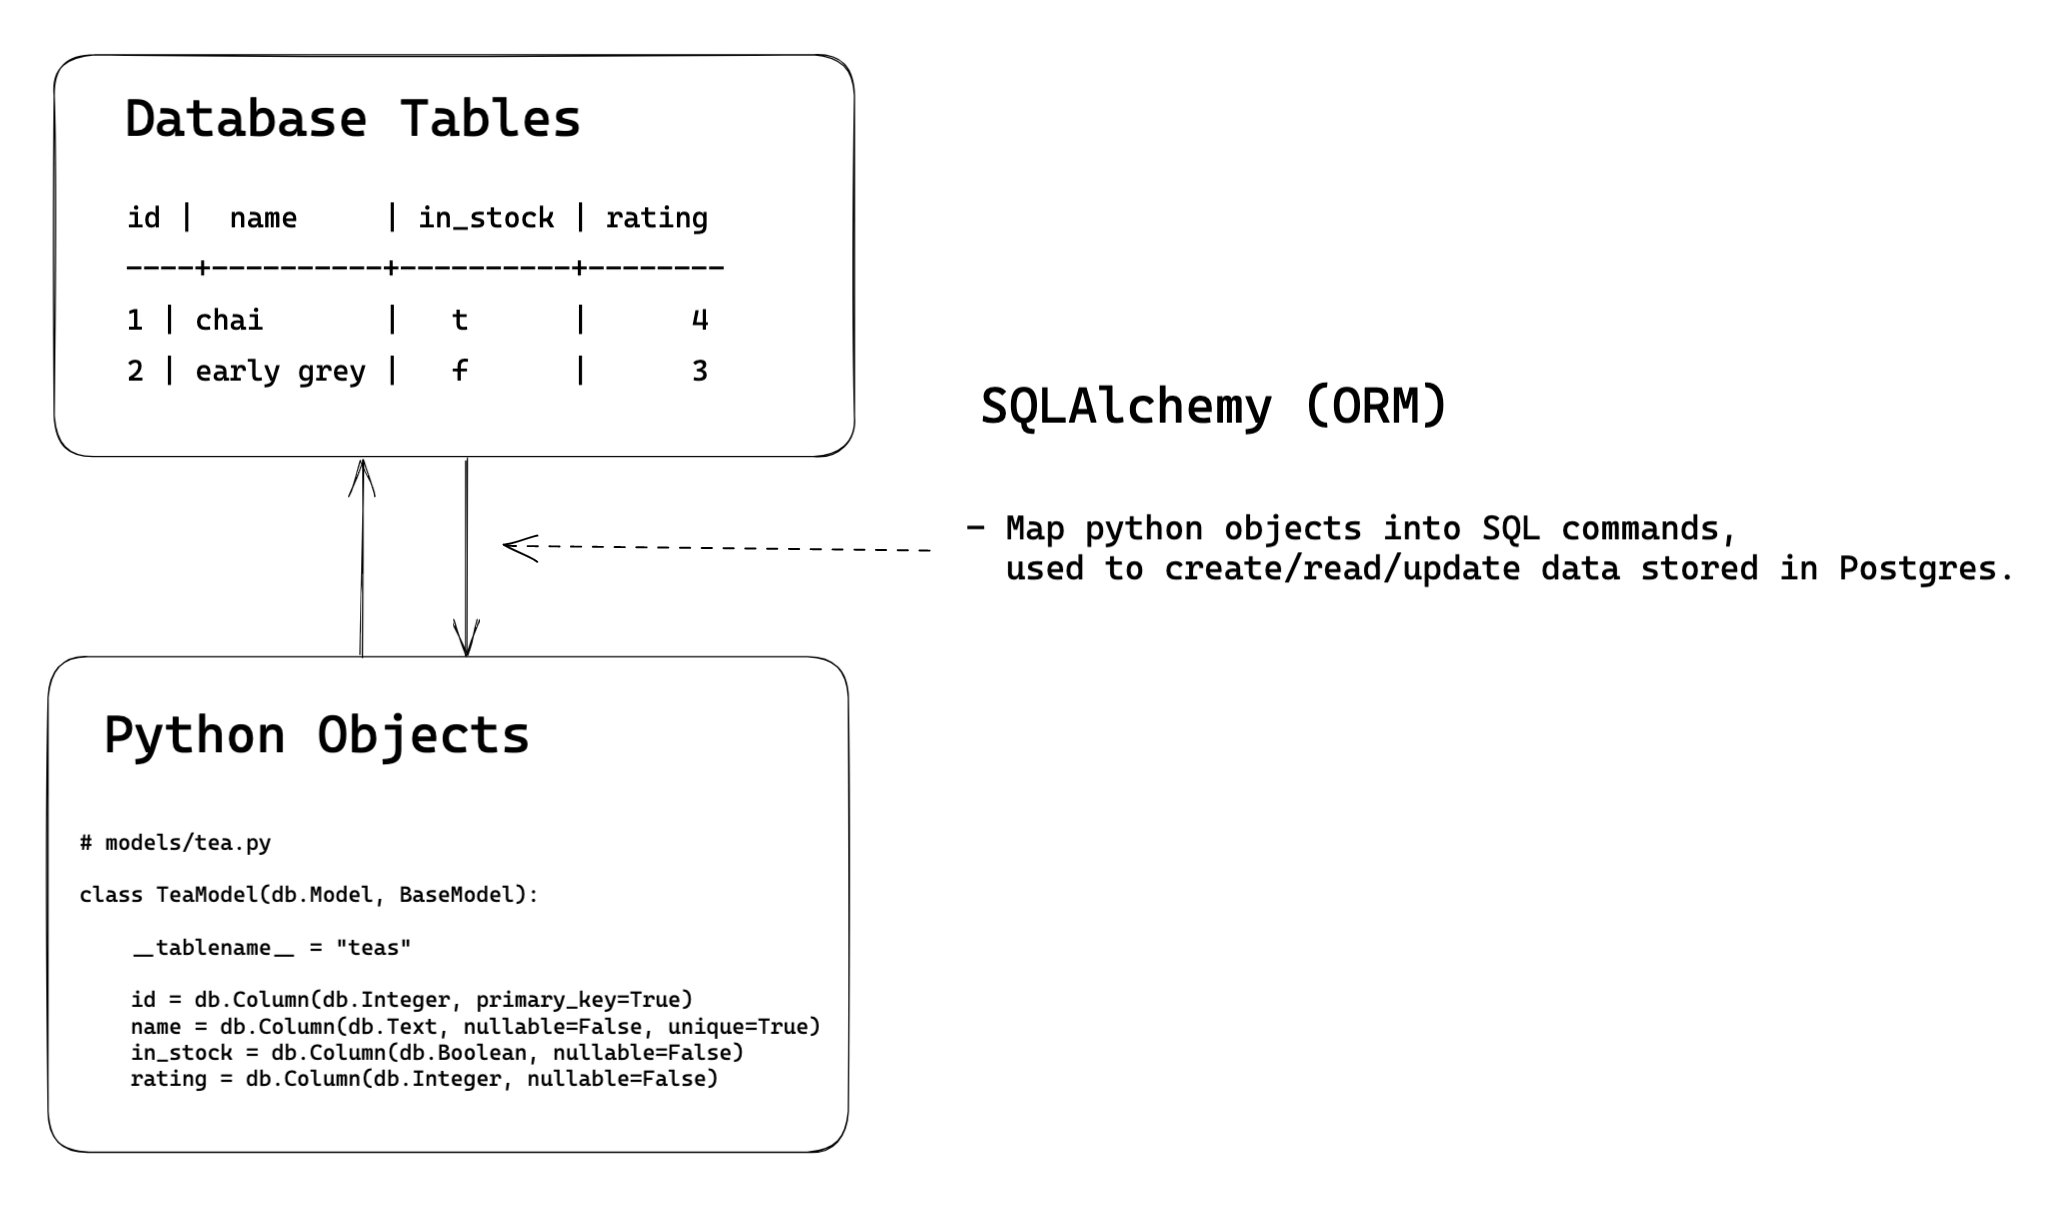 Database Tables
id |  name     | in_stock | rating
----+----------+----------+--------
1 | chai       |   t      |      4
2 | early grey |   f      |      3
SQLAlchemy (ORM)
- Map python objects into SQL commands,
used to create/read/update data stored in Postgres.
Python Objects
# models/tea.py
class TeaModel(db.Model, BaseModel):
__tablename__ = "teas"
id = db.Column(db.Integer, primary_key=True)
name = db.Column(db.Text, nullable=False, unique=True)
in_stock = db.Column(db.Boolean, nullable=False)
rating = db.Column(db.Integer, nullable=False)